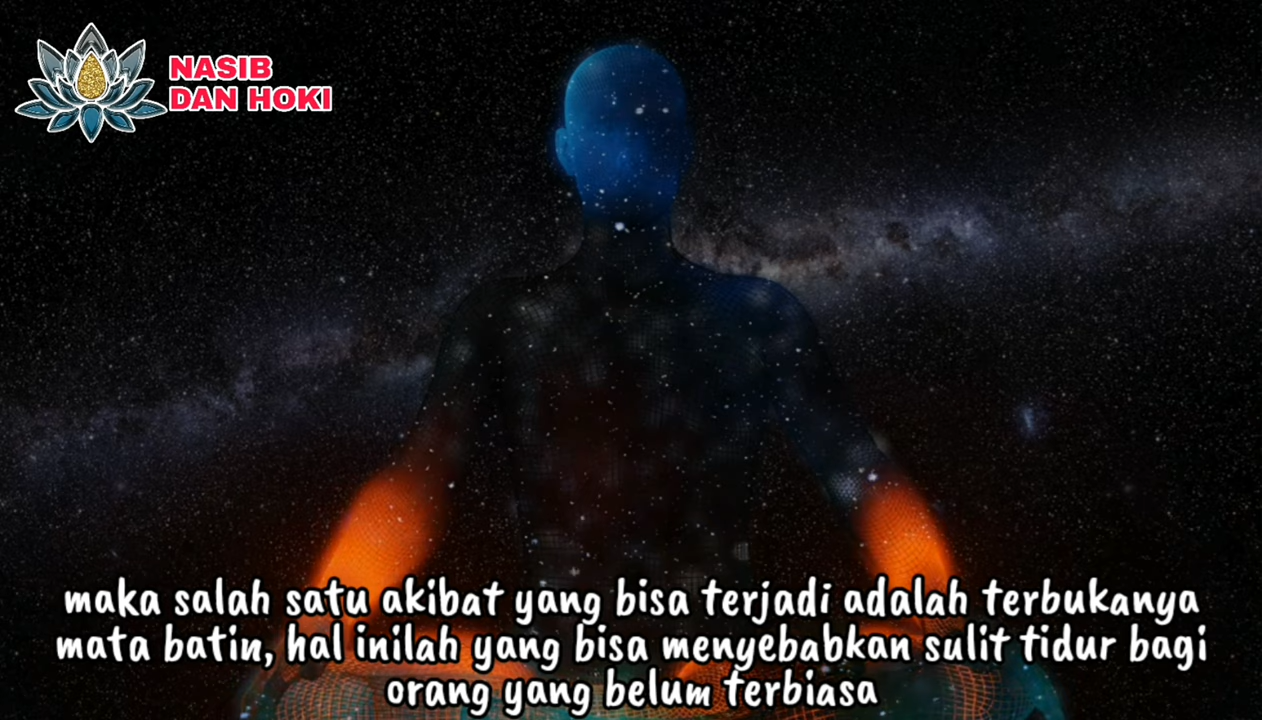 NASIB
DAN HOKI
maka salah satu akibat yang bisa terjadi adalah terbukanya
mata batin, hal inilah yang bisa menyebabkan sulit tidur bagi
orang yang belum terbiasa